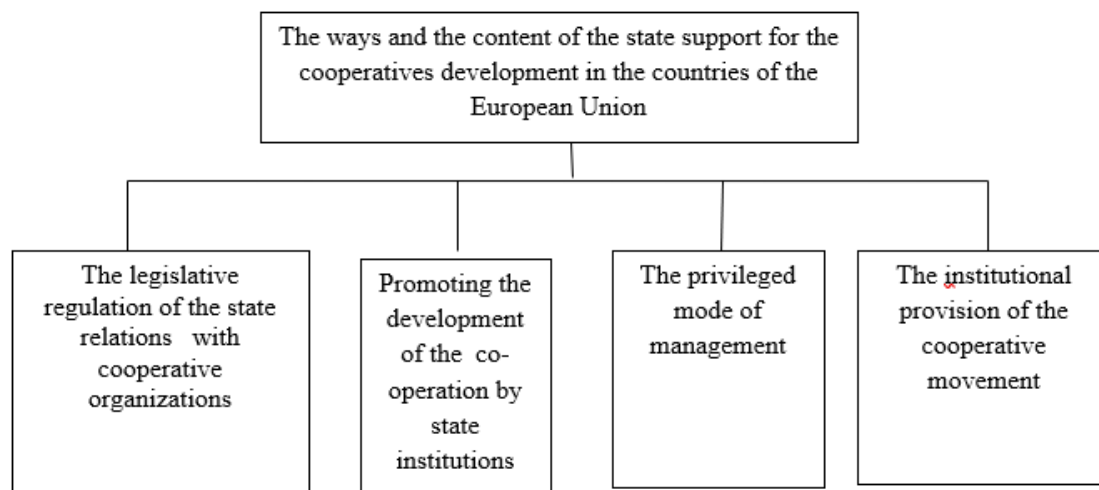 The ways and the content of the state support for the
cooperatives development in the countries of the
European Union
The legislative
regulation of the state
relations with
cooperative
organizations
Promoting the
development
of the co-
operation by
state
institutions
The privileged
mode of
management
The institutional
provision of the
cooperative
movement